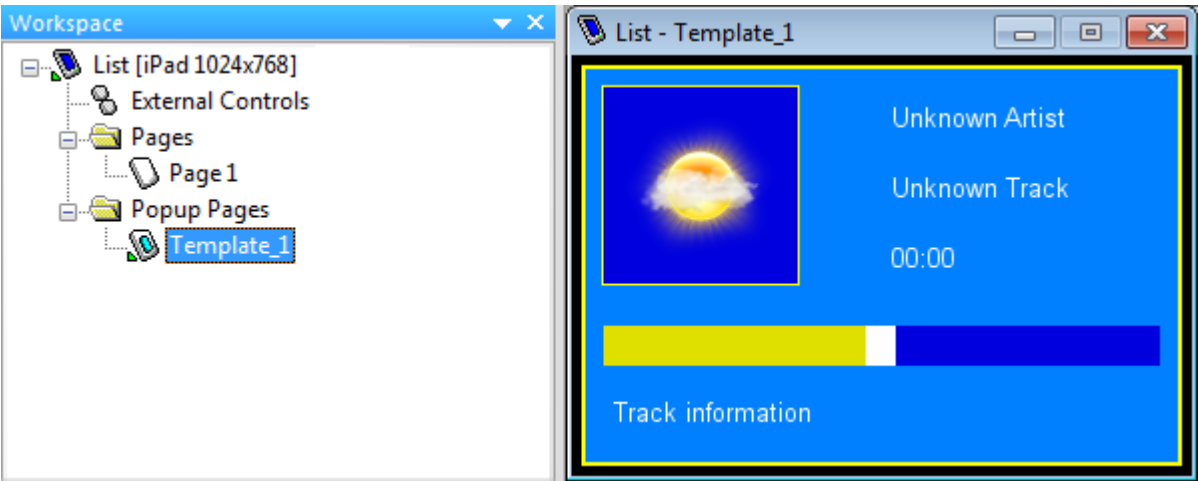 Workspace
List [iPad 1024x768]
External Controls
Pages
Page 1
Popup Pages
Template_1
List - Template_1
Unknown Artist
Unknown Track
00:00
Track information